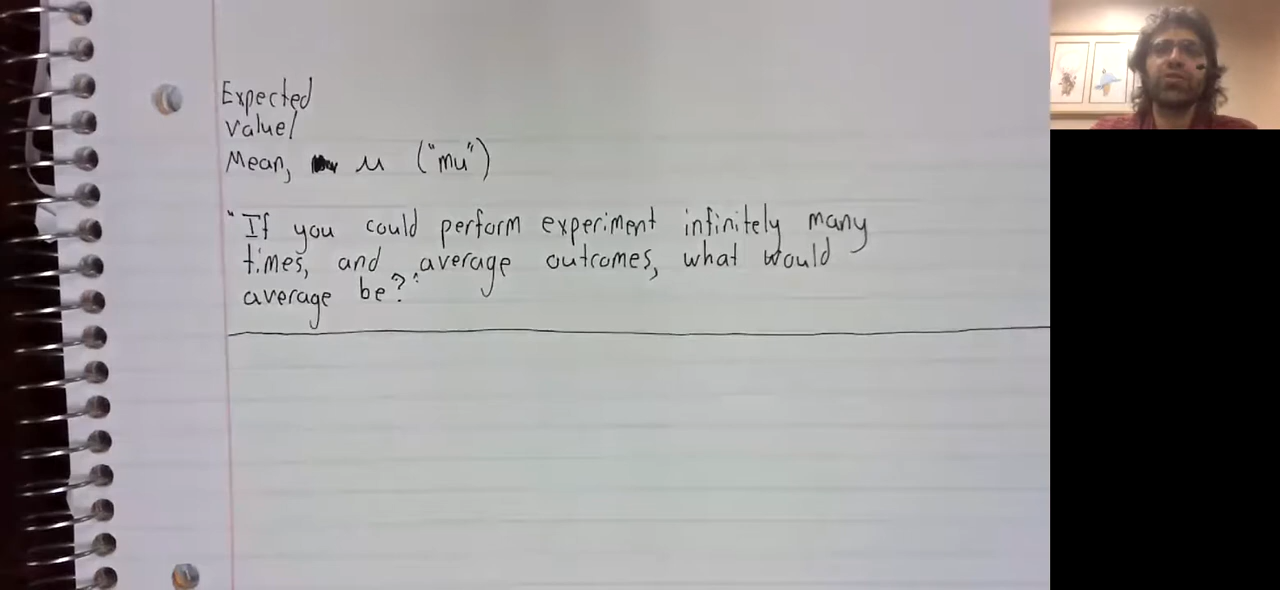 Expected
value/
Mean, μ ("mu")
"If you could perform experiment infinitely many
times, and average outcomes, what would
average be?"